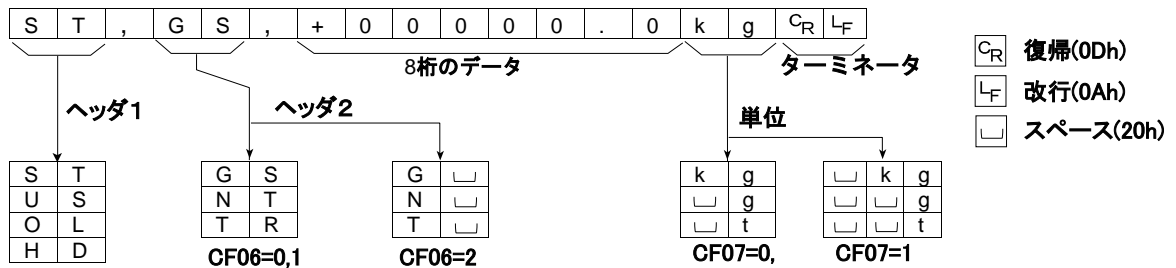 S T , G S , + 0 0 0 0 0 . 0 k g CR LF
8桁のデータ
ターミネータ
ヘッダ1
ヘッダ2
単位
CR 復帰(0Dh)
LF 改行(0Ah)
␣ スペース(20h)
S T
U S
O L
H D
G S
N T
T R
CF06=0,1
G ␣
N ␣
T ␣
CF06=2
k g
␣ g
␣ t
CF07=0,
␣ k g
␣ ␣ g
␣ ␣ t
CF07=1